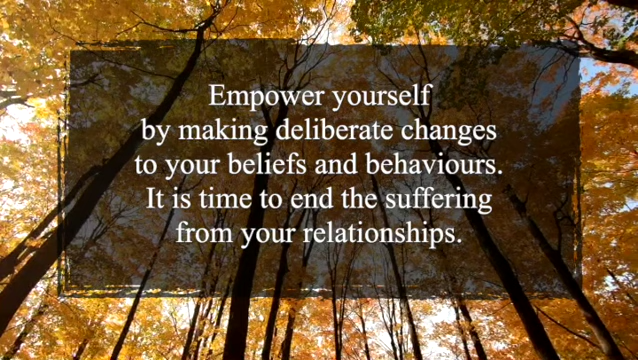 Empower yourself
by making deliberate changes
to your beliefs and behaviours.
It is time to end the suffering
from your relationships.